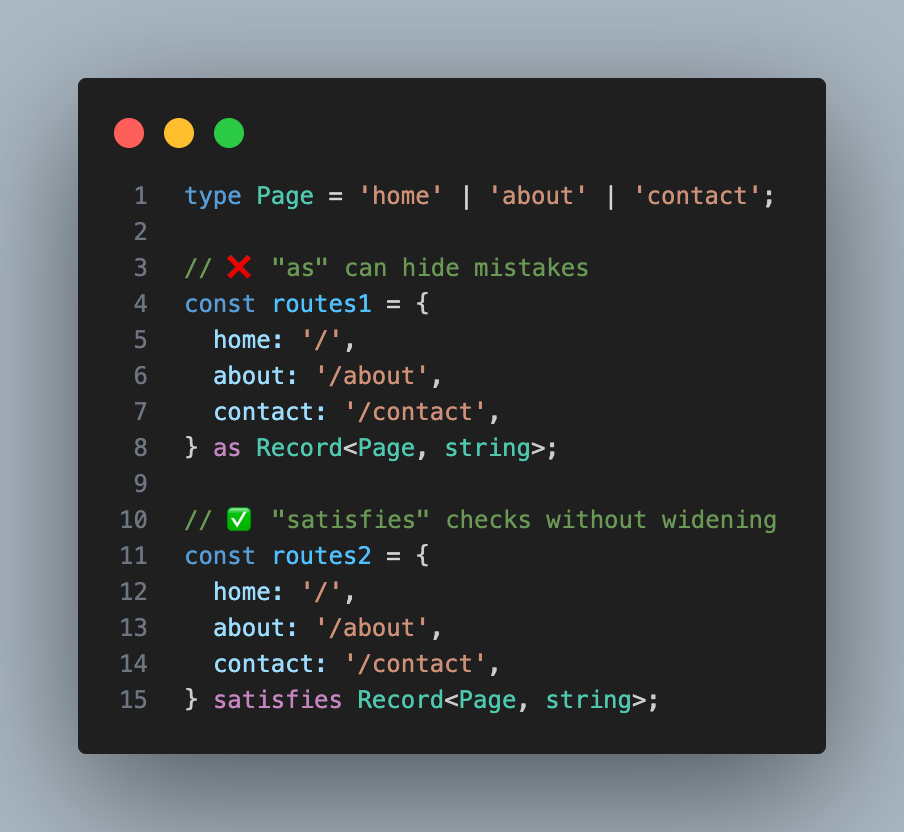 1 type Page = 'home' | 'about' | 'contact';
2
3 // ❌ "as" can hide mistakes
4 const routes1 = {
5   home: '/',
6   about: '/about',
7   contact: '/contact',
8 } as Record<Page, string>;
9
10 // ✅ "satisfies" checks without widening
11 const routes2 = {
12   home: '/',
13   about: '/about',
14   contact: '/contact',
15 } satisfies Record<Page, string>;